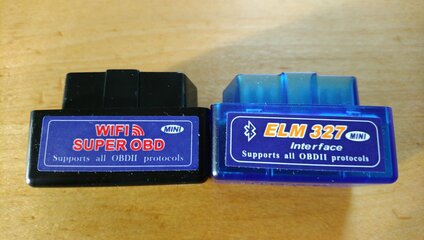 WIFI
MINI
SUPER OBD
Supports all OBDII protocols
ELM 327
MINI
Interface
Supports all OBDII protocols